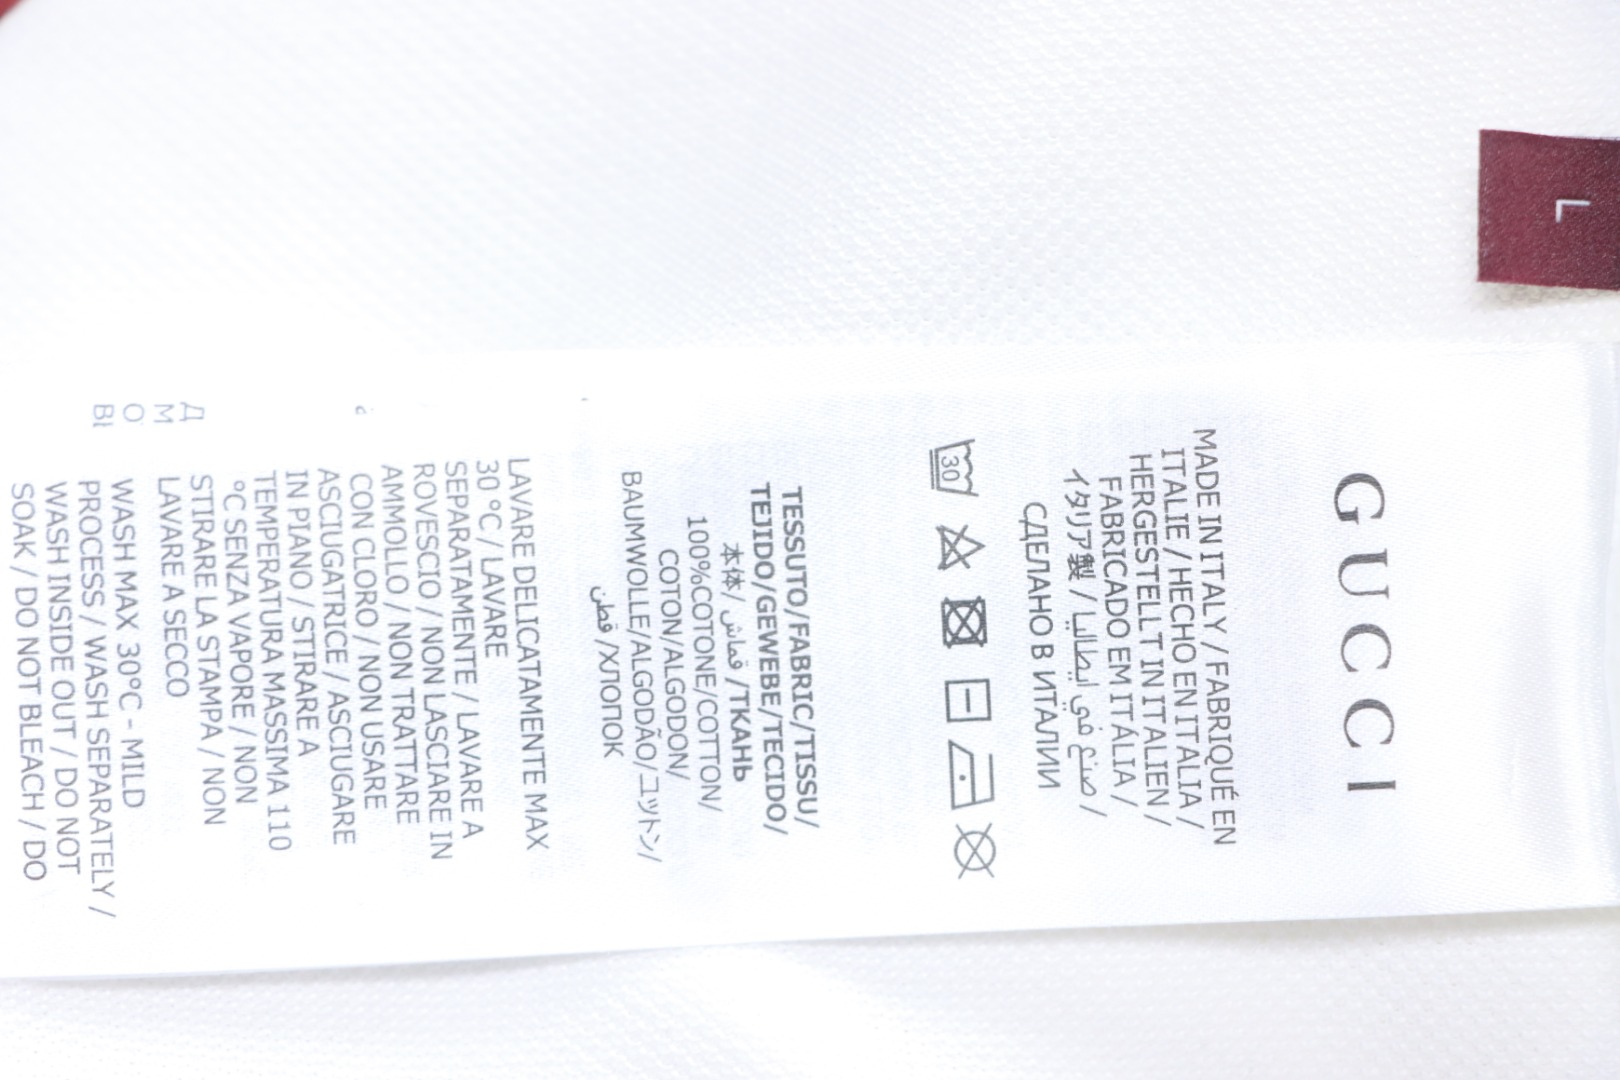 L
GUCCI
MADE IN ITALY / FABRIQUÉ EN
ITALIE / HECHO EN ITALIA /
HERGESTELLT IN ITALIEN /
FABRICADO EM ITÁLIA /
イタリア製 / صنع في إيطاليا /
СДЕЛАНО В ИТАЛИИ
30
TESSUTO/FABRIC/TISSU/
TEJIDO/GEWEBE/TECIDO/
本体/ قماش /ТКАНЬ
100%COTONE/COTTON/
COTON/ALGODON/
BAUMWOLLE/ALGODÃO/コットン/
قطن /ХЛОПОК
LAVARE DELICATAMENTE MAX
30 °C / LAVARE
SEPARATAMENTE / LAVARE A
ROVESCIO / NON LASCIARE IN
AMMOLLO / NON TRATTARE
CON CLORO / NON USARE
ASCIUGATRICE / ASCIUGARE
IN PIANO / STIRARE A
TEMPERATURA MASSIMA 110
°C SENZA VAPORE / NON
STIRARE LA STAMPA / NON
LAVARE A SECCO
WASH MAX 30°C - MILD
PROCESS / WASH SEPARATELY /
WASH INSIDE OUT / DO NOT
SOAK / DO NOT BLEACH / DO